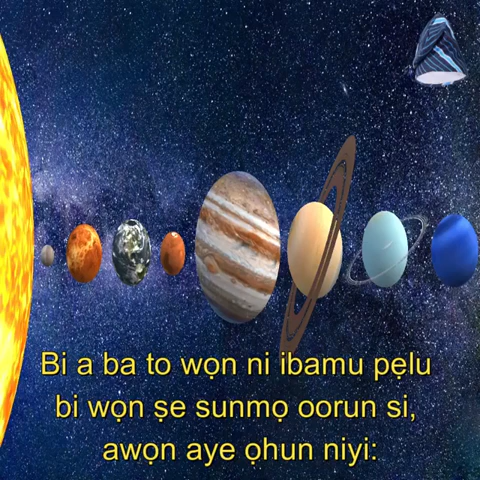 Bi a ba to wọn ni ibamu pẹlu
bi wọn ṣe sunmọ oorun si,
awọn aye ọhun niyi: